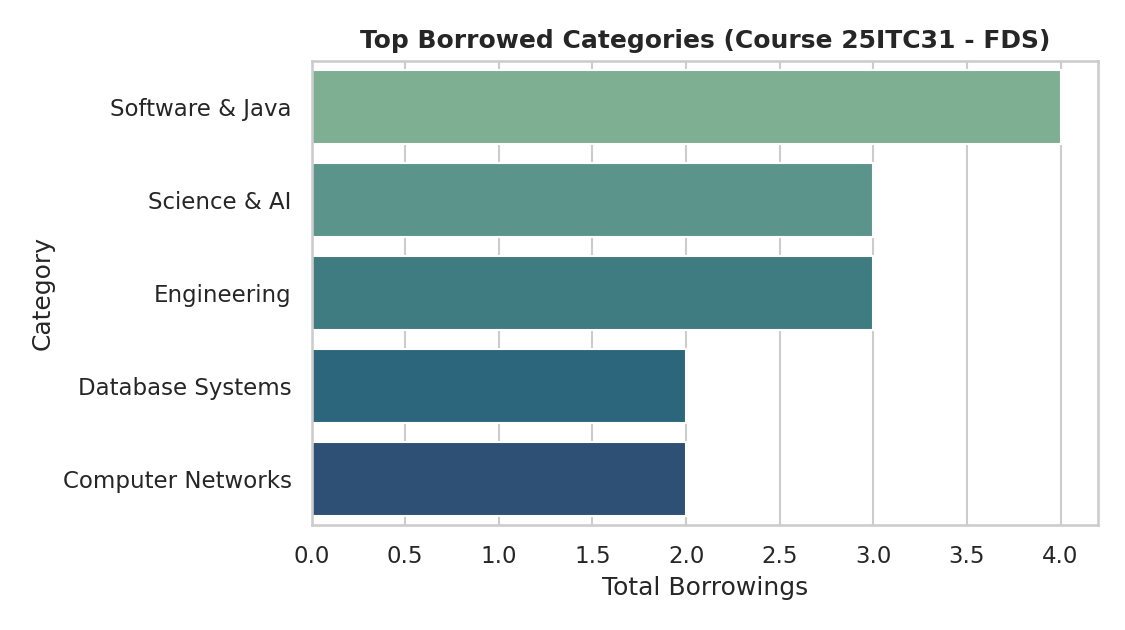 Top Borrowed Categories (Course 25ITC31 - FDS)
Category
Software & Java
Science & AI
Engineering
Database Systems
Computer Networks
0.0 0.5 1.0 1.5 2.0 2.5 3.0 3.5 4.0
Total Borrowings